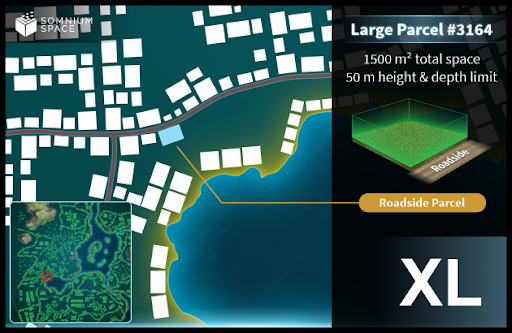 SOMNIUM
SPACE
Large Parcel #3164
1500 m² total space
50 m height & depth limit
Roadside
Roadside Parcel
XL